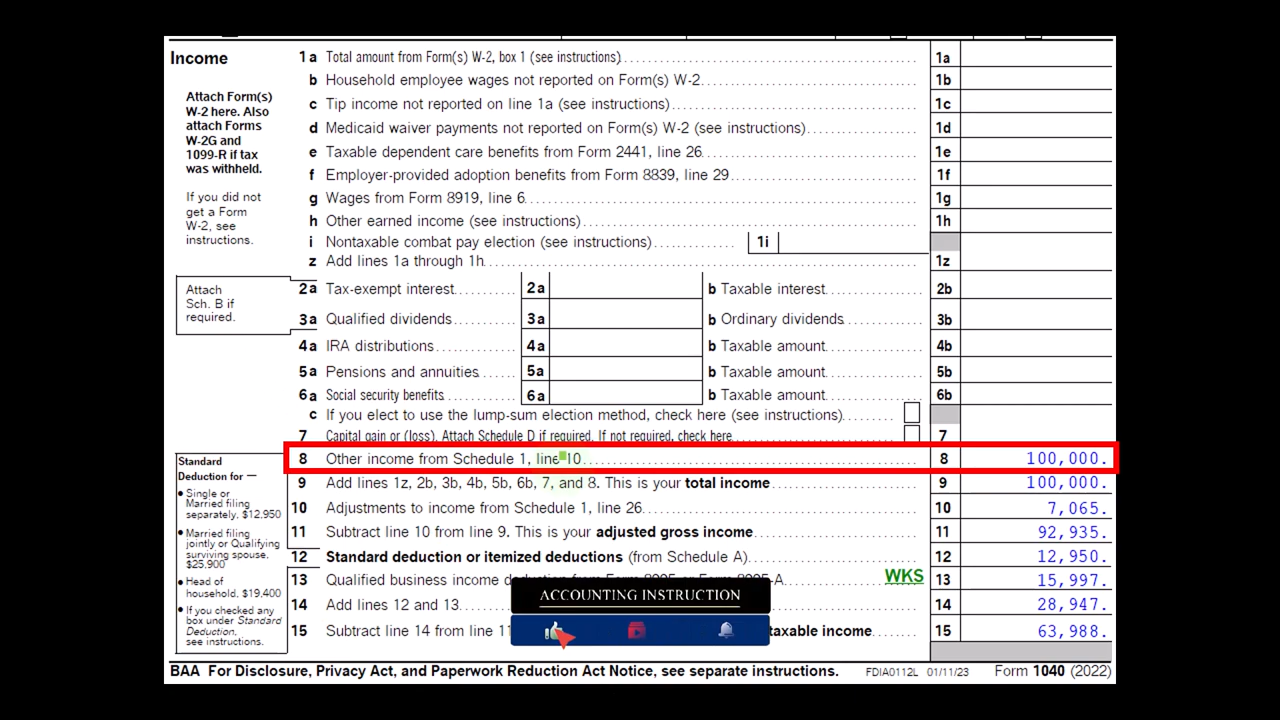 Income
1a Total amount from Form(s) W-2, box 1 (see instructions) 1a
b Household employee wages not reported on Form(s) W-2 1b
Attach Form(s)
W-2 here. Also
attach Forms
W-2G and
1099-R if tax
was withheld.
c Tip income not reported on line 1a (see instructions) 1c
d Medicaid waiver payments not reported on Form(s) W-2 (see instructions) 1d
e Taxable dependent care benefits from Form 2441, line 26 1e
f Employer-provided adoption benefits from Form 8839, line 29 1f
If you did not
get a Form
W-2, see
instructions.
g Wages from Form 8919, line 6 1g
h Other earned income (see instructions) 1h
i Nontaxable combat pay election (see instructions) 1i
z Add lines 1a through 1h 1z
Attach
Sch. B if
required.
2a Tax-exempt interest 2a b Taxable interest 2b
3a Qualified dividends 3a b Ordinary dividends 3b
4a IRA distributions 4a b Taxable amount 4b
5a Pensions and annuities 5a b Taxable amount 5b
6a Social security benefits 6a b Taxable amount 6b
c If you elect to use the lump-sum election method, check here (see instructions)
7 Capital gain or (loss). Attach Schedule D if required. If not required, check here 7
Standard
Deduction for —
• Single or
Married filing
separately, $12,950
• Married filing
jointly or Qualifying
surviving spouse,
$25,900
• Head of
household, $19,400
• If you checked any
box under Standard
Deduction,
see instructions.
8 Other income from Schedule 1, line 10 8 100,000.
9 Add lines 1z, 2b, 3b, 4b, 5b, 6b, 7, and 8. This is your total income 9 100,000.
10 Adjustments to income from Schedule 1, line 26 10 7,065.
11 Subtract line 10 from line 9. This is your adjusted gross income 11 92,935.
12 Standard deduction or itemized deductions (from Schedule A) 12 12,950.
13 Qualified business income deduction from Form 8995 or Form 8995-A WKS 13 15,997.
14 Add lines 12 and 13 14 28,947.
15 Subtract line 14 from line 11 taxable income 15 63,988.
ACCOUNTING INSTRUCTION
BAA For Disclosure, Privacy Act, and Paperwork Reduction Act Notice, see separate instructions. FDIA0112L 01/11/23 Form 1040 (2022)